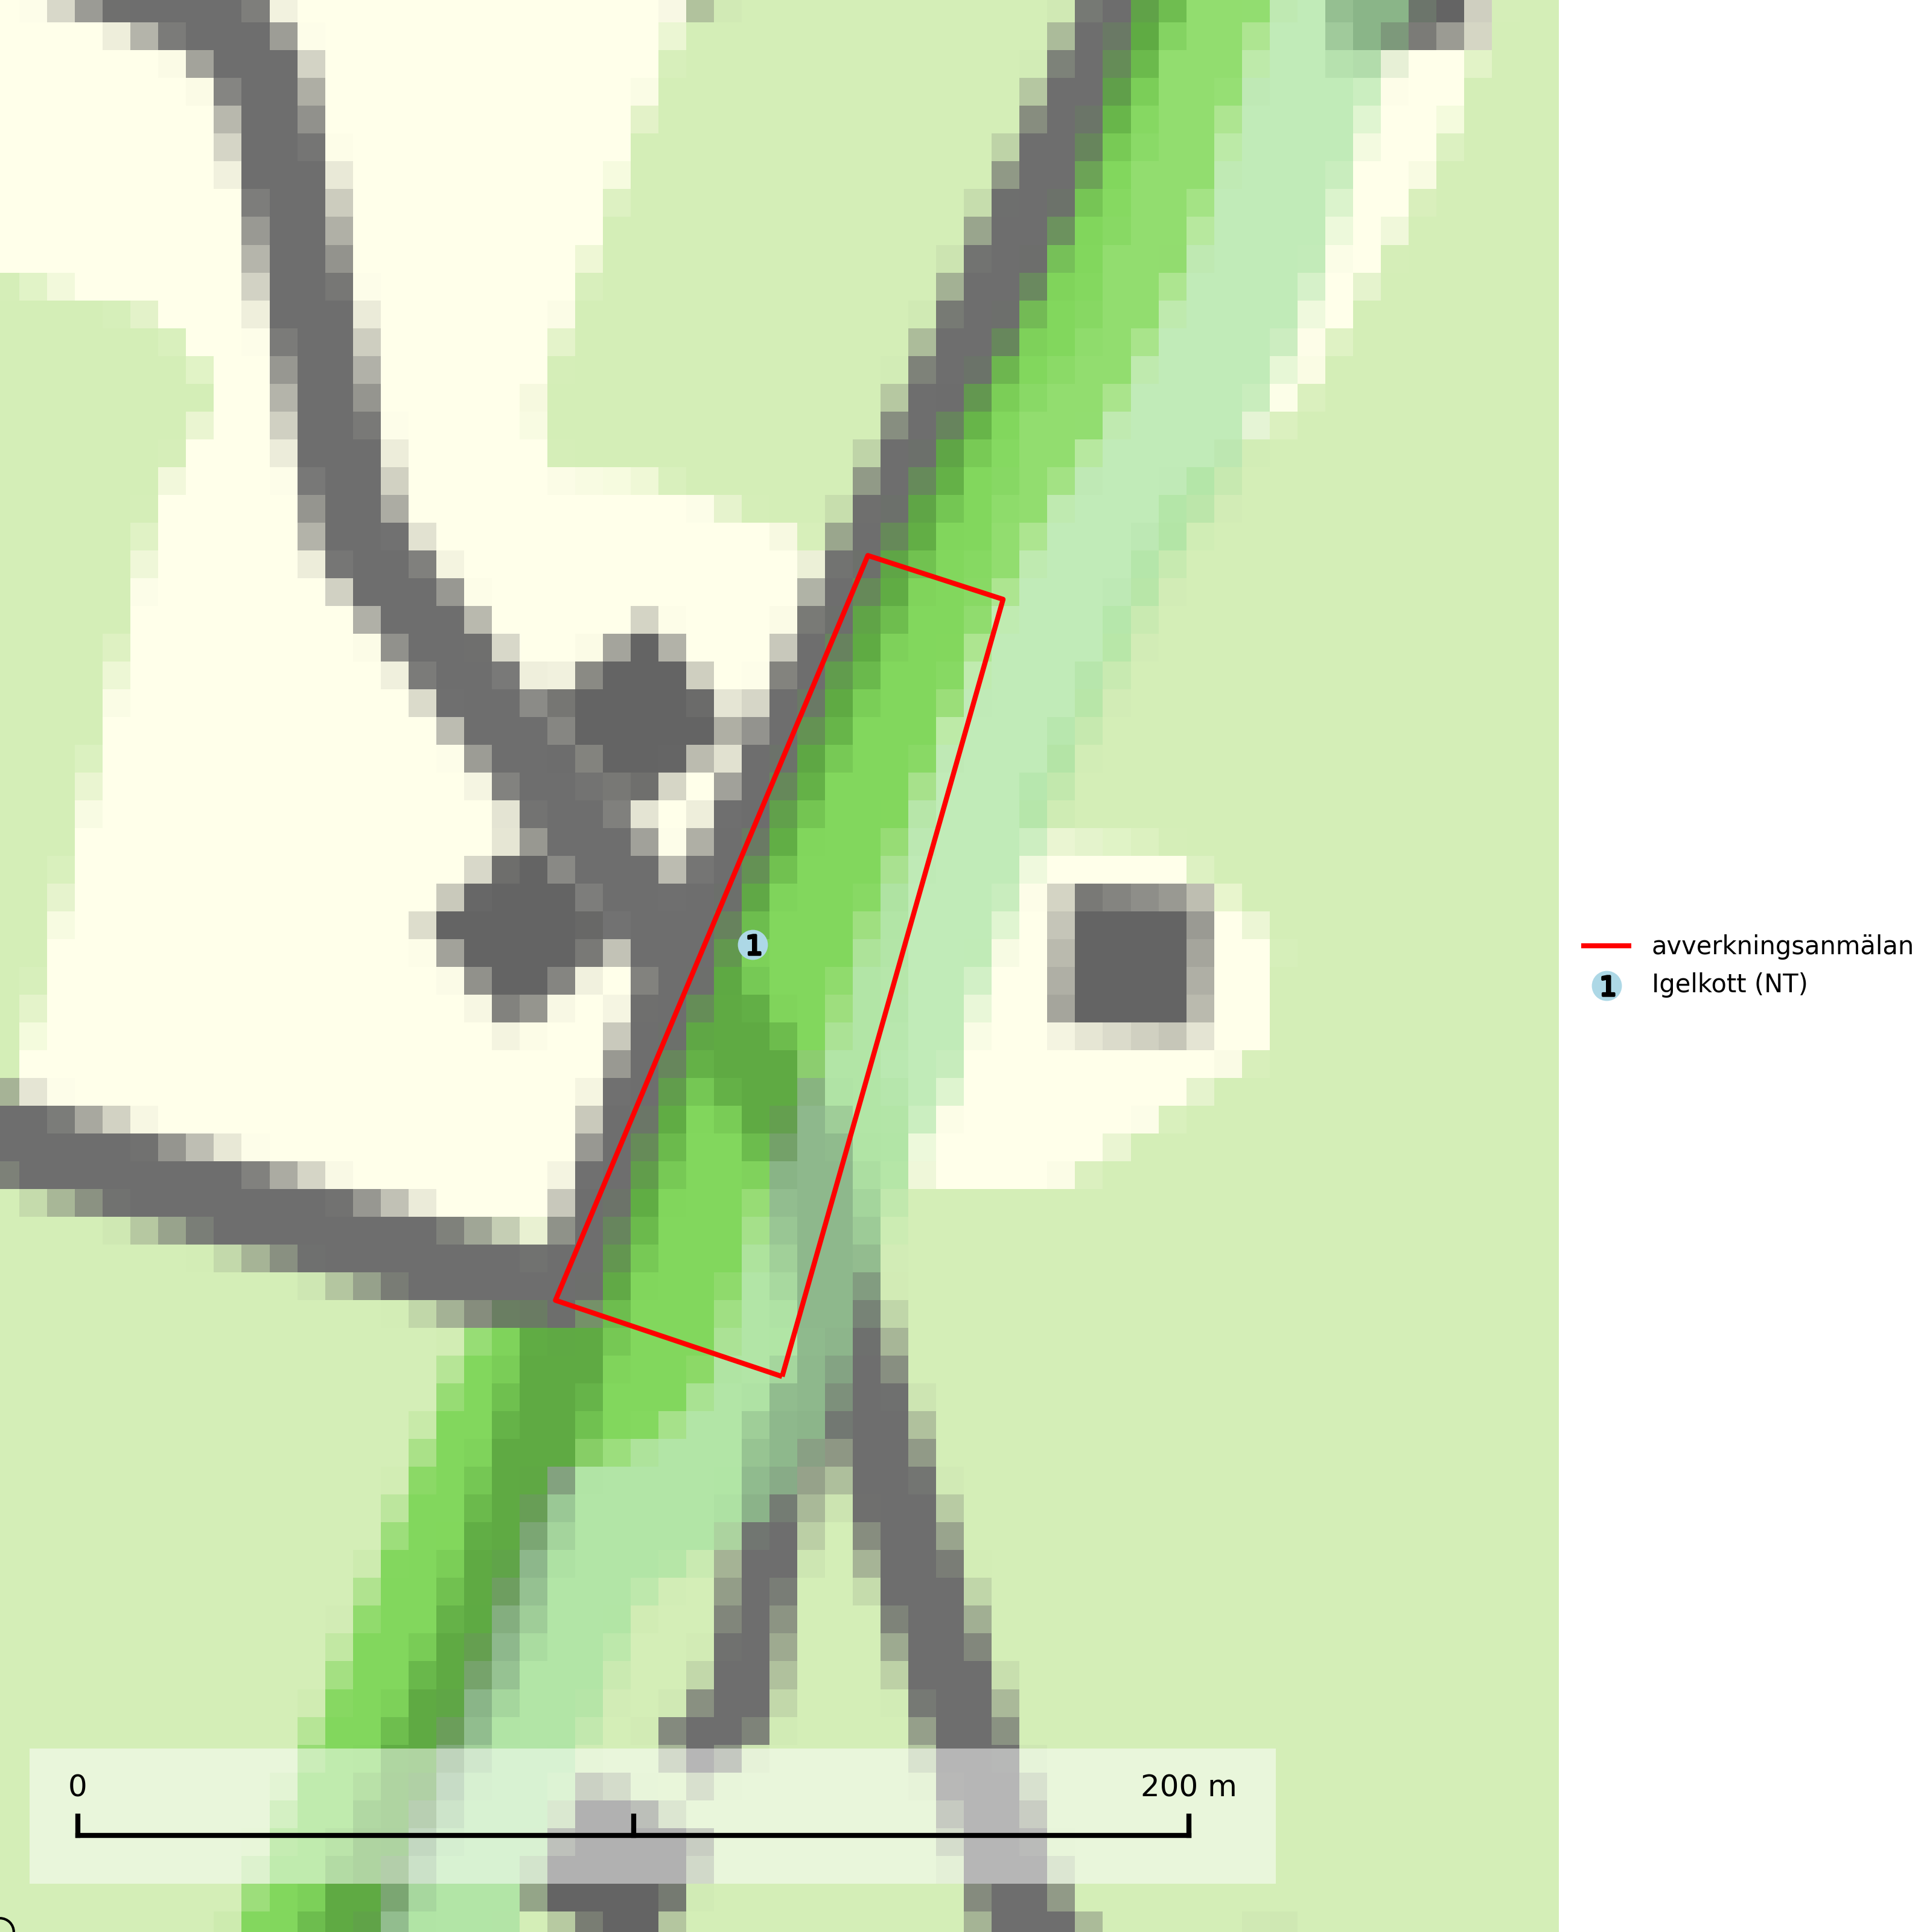 1
avverkningsanmälan
1 Igelkott (NT)
0 200 m